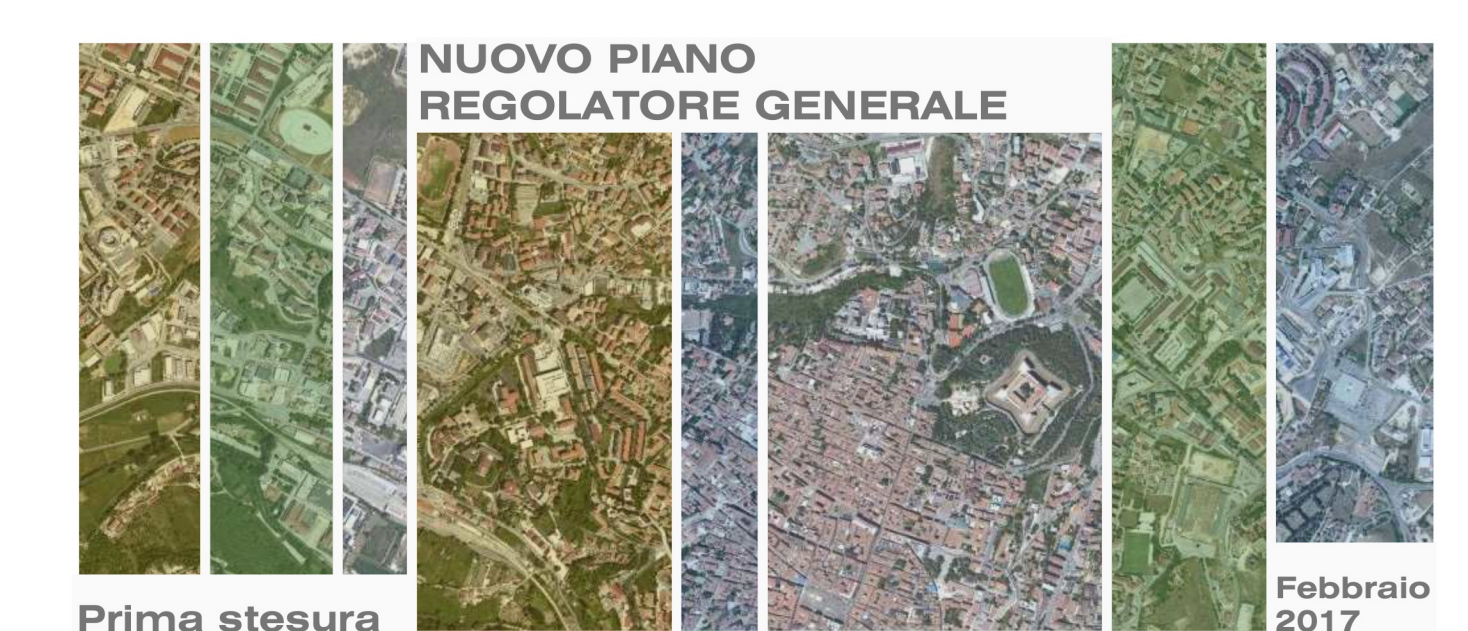 NUOVO PIANO
REGOLATORE GENERALE
Prima stesura
Febbraio
2017